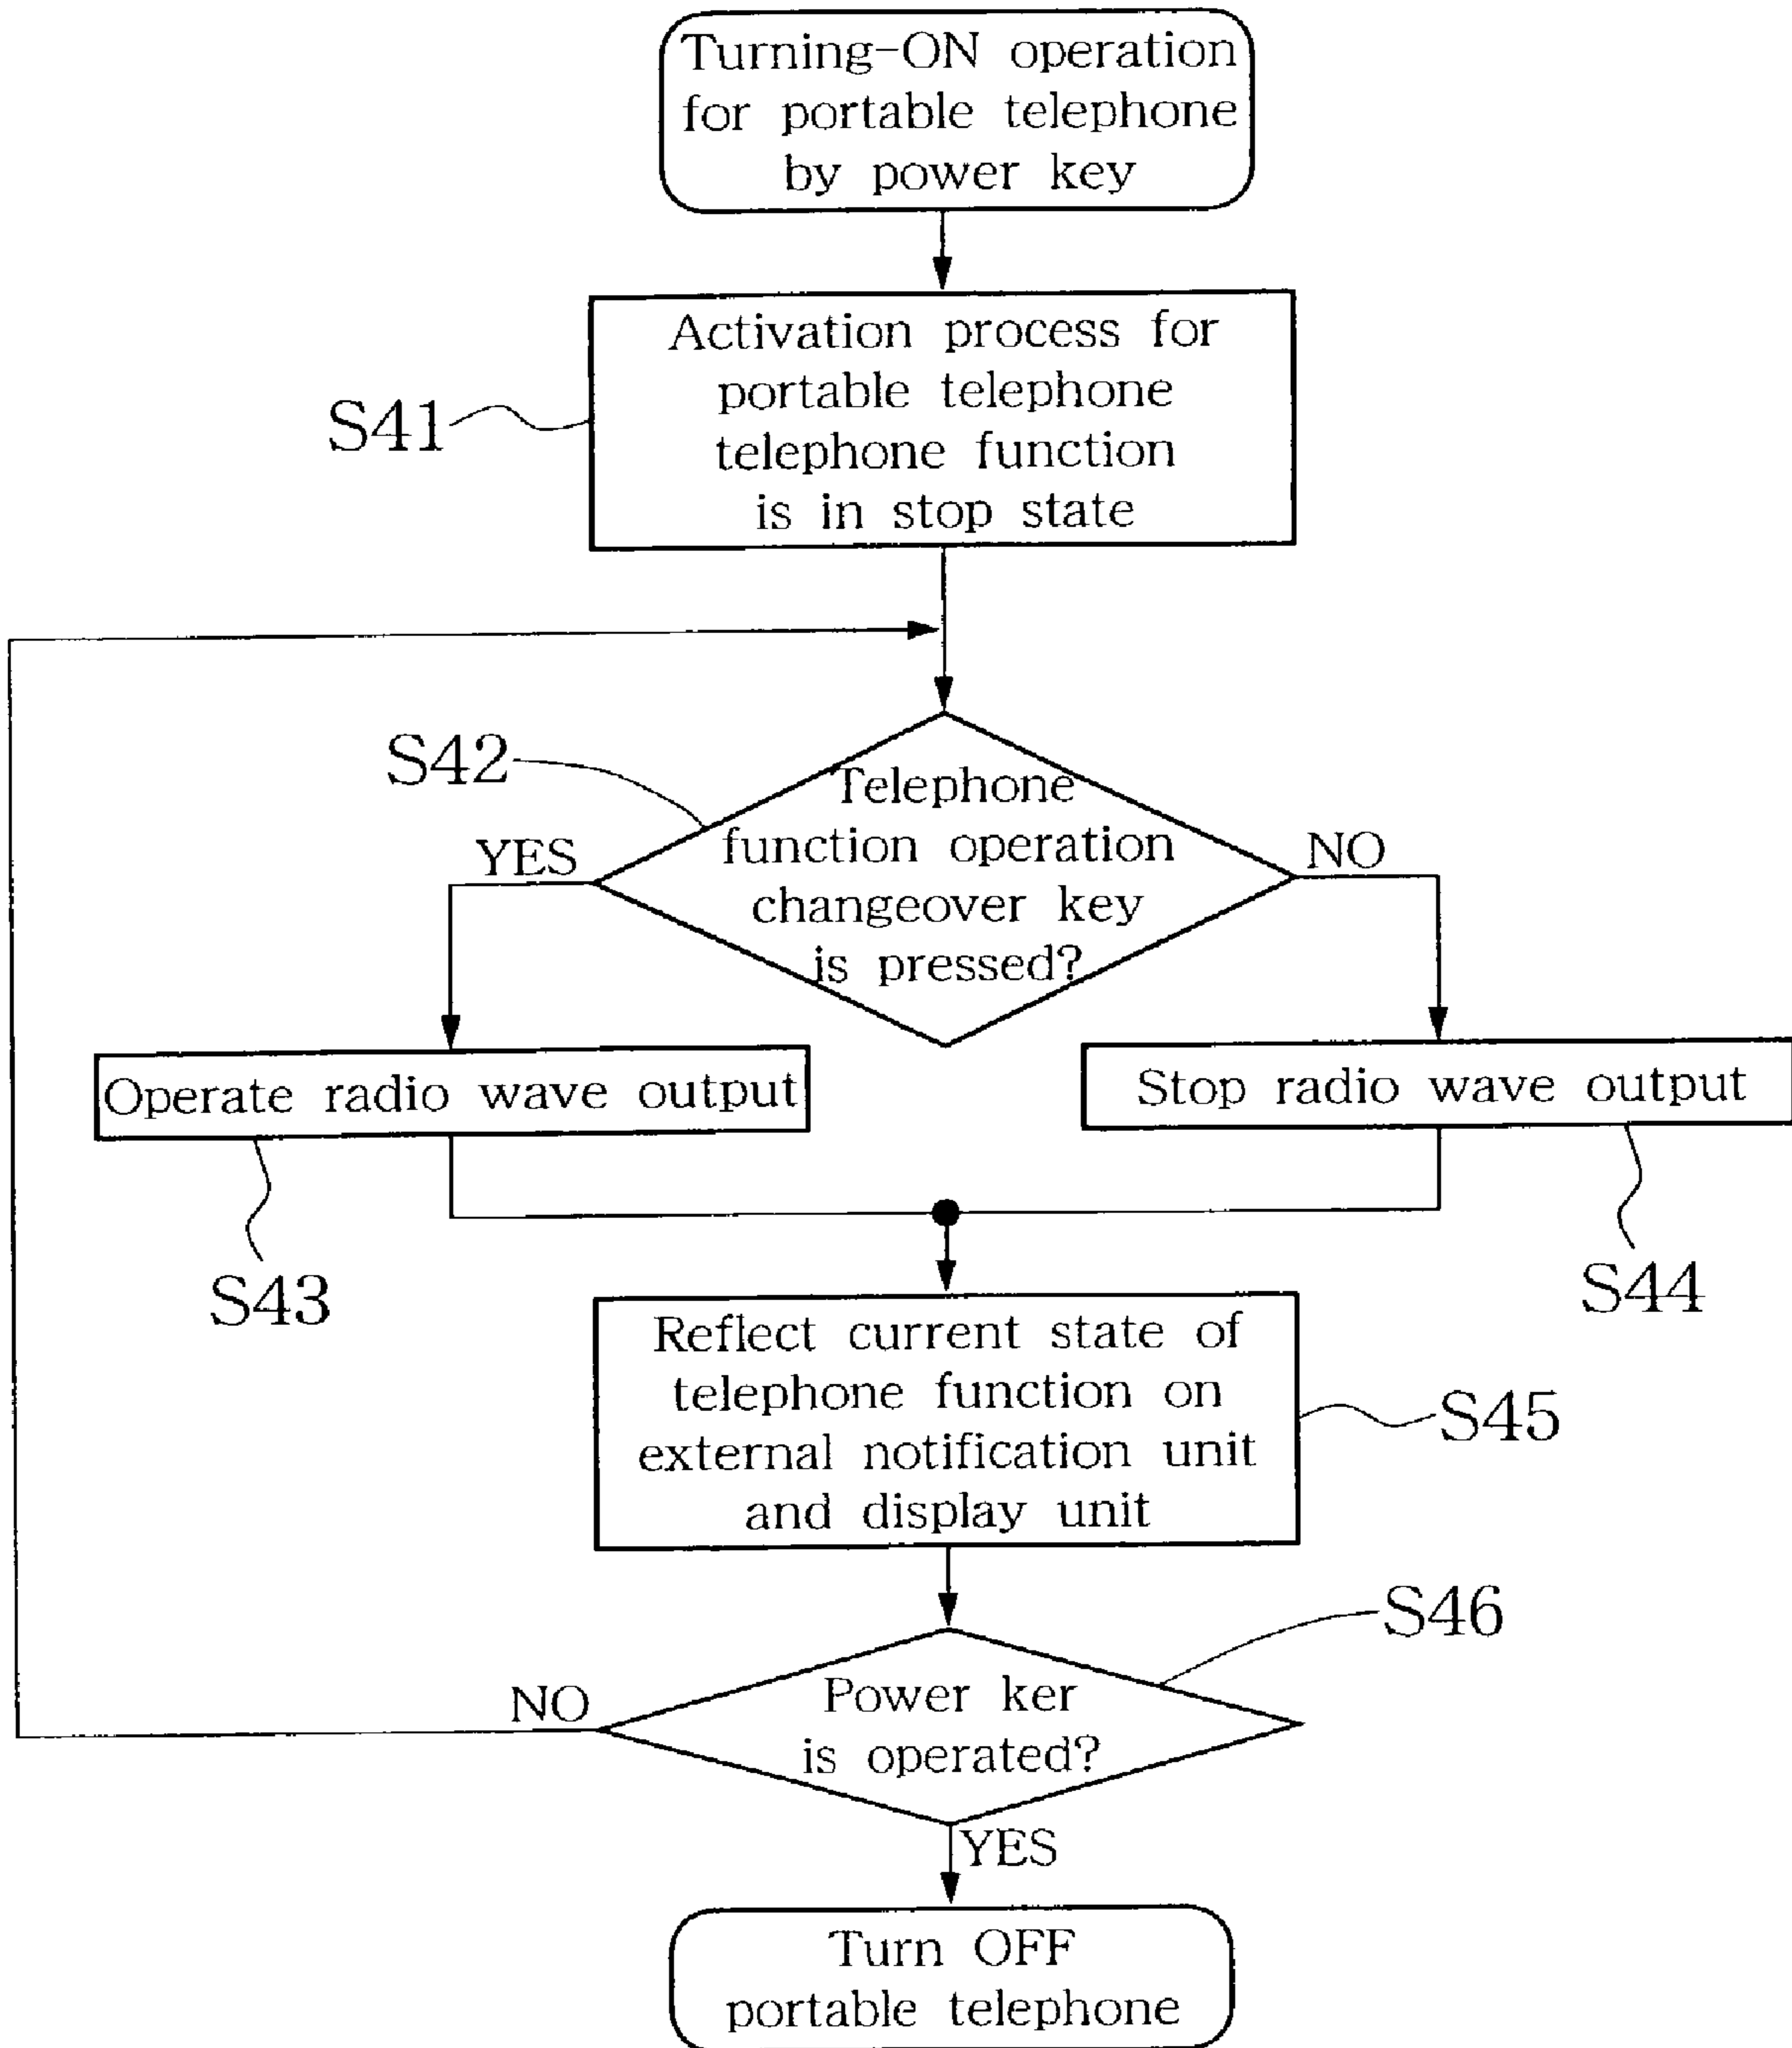 Turning-ON operation
for portable telephone
by power key
Activation process for
portable telephone
telephone function
is in stop state
S41
S42
Telephone
function operation
changeover key
is pressed?
YES
NO
Operate radio wave output
Stop radio wave output
S43
S44
Reflect current state of
telephone function on
external notification unit
and display unit
S45
S46
Power ker
is operated?
NO
YES
Turn OFF
portable telephone